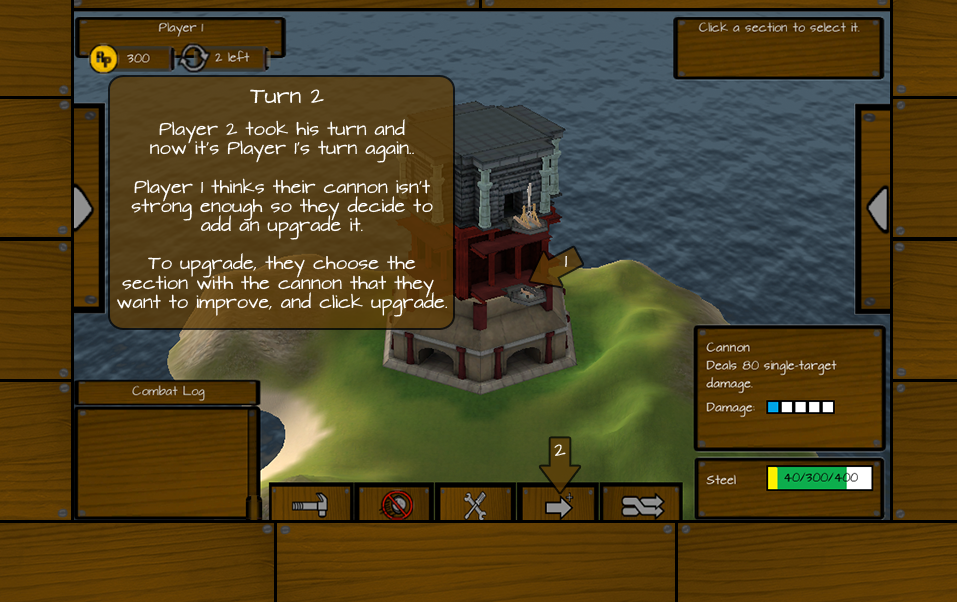 Player 1
AP 300
2 left
Click a section to select it.
Turn 2
Player 2 took his turn and
now it's Player 1's turn again..
Player 1 thinks their cannon isn't
strong enough so they decide to
add an upgrade it.
To upgrade, they choose the
section with the cannon that they
want to improve, and click upgrade.
1
Cannon
Deals 80 single-target
damage.
Damage:
Combat Log
2
Steel
40/300/400